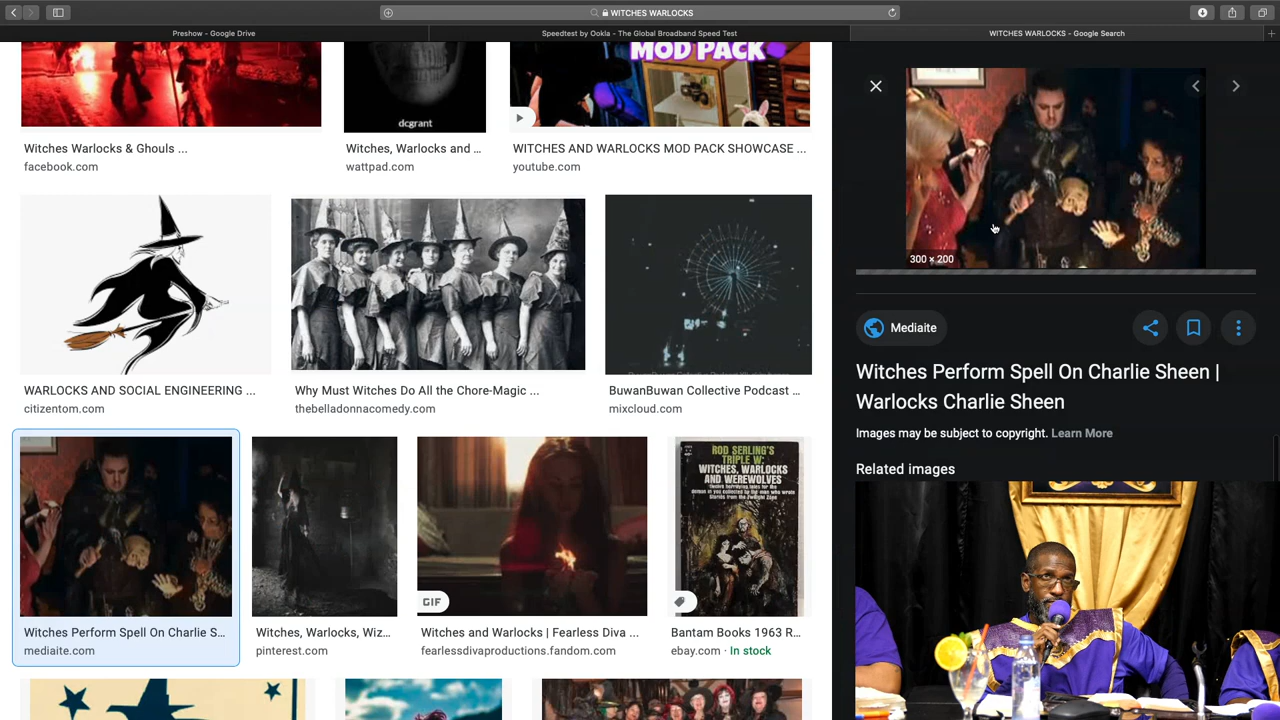 WITCHES WARLOCKS
Preshow - Google Drive
Speedtest by Ookla - The Global Broadband Speed Test
WITCHES WARLOCKS - Google Search
MOD PACK
dcgrant
Witches Warlocks & Ghouls ...
facebook.com
Witches, Warlocks and ...
wattpad.com
WITCHES AND WARLOCKS MOD PACK SHOWCASE ...
youtube.com
WARLOCKS AND SOCIAL ENGINEERING ...
citizentom.com
Why Must Witches Do All the Chore-Magic ...
thebelladonnacomedy.com
BuwanBuwan Collective Podcast ...
mixcloud.com
ROD SERLING'S
TRIPLE W:
WITCHES, WARLOCKS
AND WEREWOLVES
GIF
Witches Perform Spell On Charlie S...
mediaite.com
Witches, Warlocks, Wiz...
pinterest.com
Witches and Warlocks | Fearless Diva ...
fearlessdivaproductions.fandom.com
Bantam Books 1963 R...
ebay.com · In stock
300 × 200
Mediaite
Witches Perform Spell On Charlie Sheen |
Warlocks Charlie Sheen
Images may be subject to copyright. Learn More
Related images